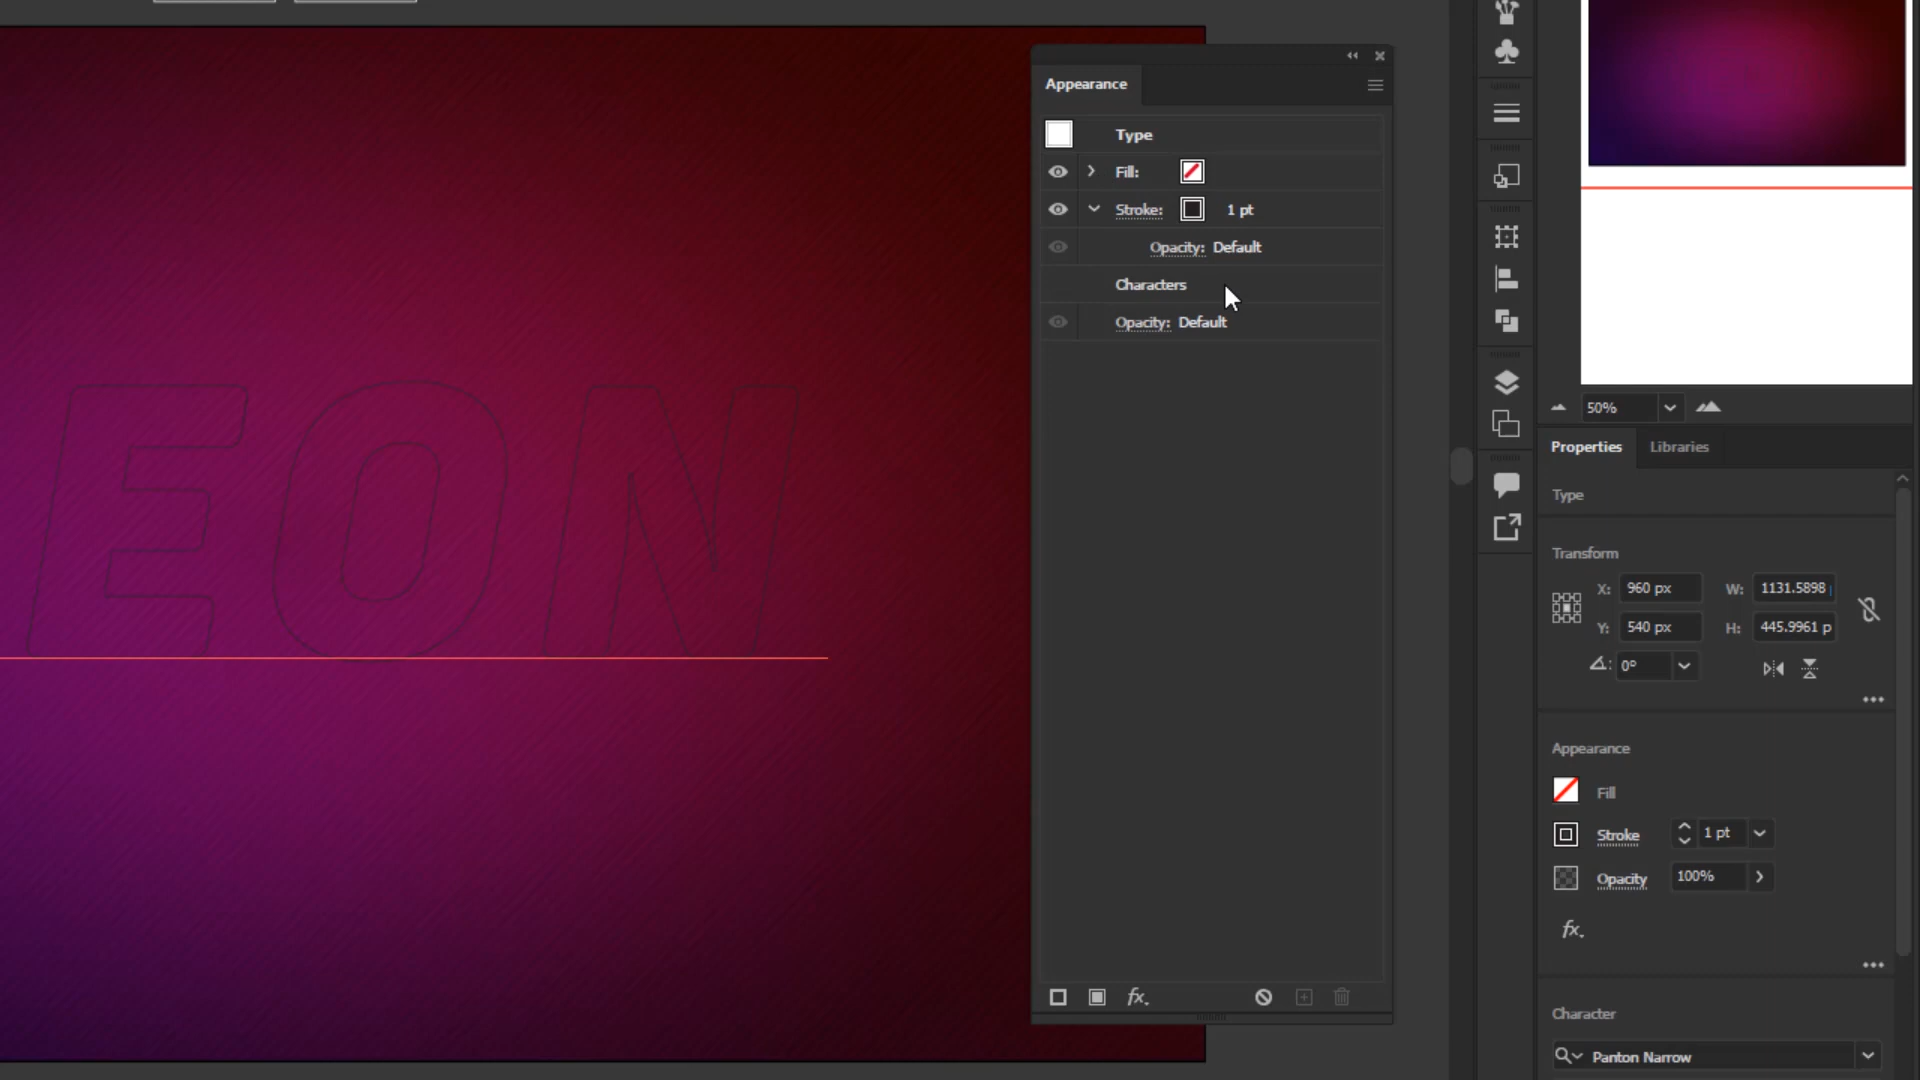 Appearance
Type
Fill:
Stroke: 1 pt
Opacity: Default
Characters
Opacity: Default
fx.
EON
50%
Properties Libraries
Type
Transform
X: 960 px W: 1131.5898
Y: 540 px H: 445.9961 p
0°
Appearance
Fill
Stroke 1 pt
Opacity 100%
fx.
Character
Panton Narrow